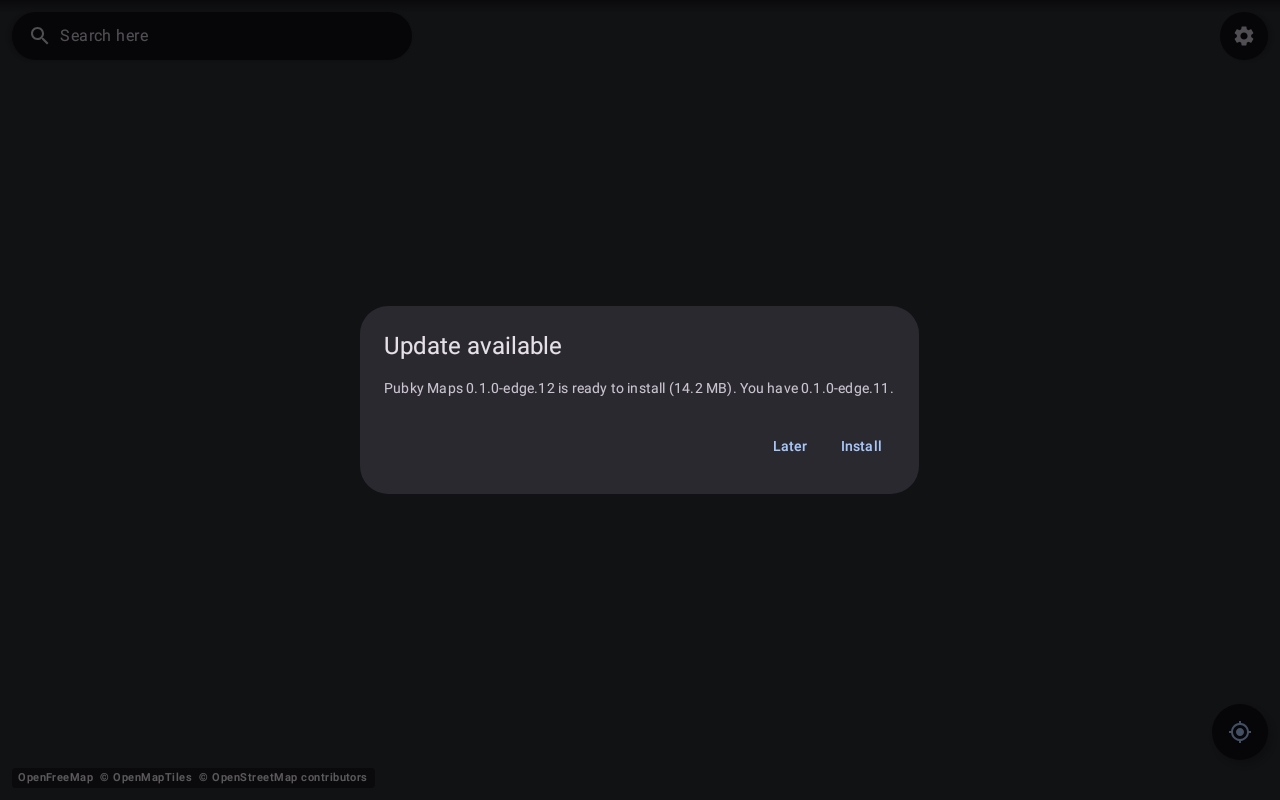 Search here
Update available
Pubky Maps 0.1.0-edge.12 is ready to install (14.2 MB). You have 0.1.0-edge.11.
Later Install
OpenFreeMap © OpenMapTiles © OpenStreetMap contributors